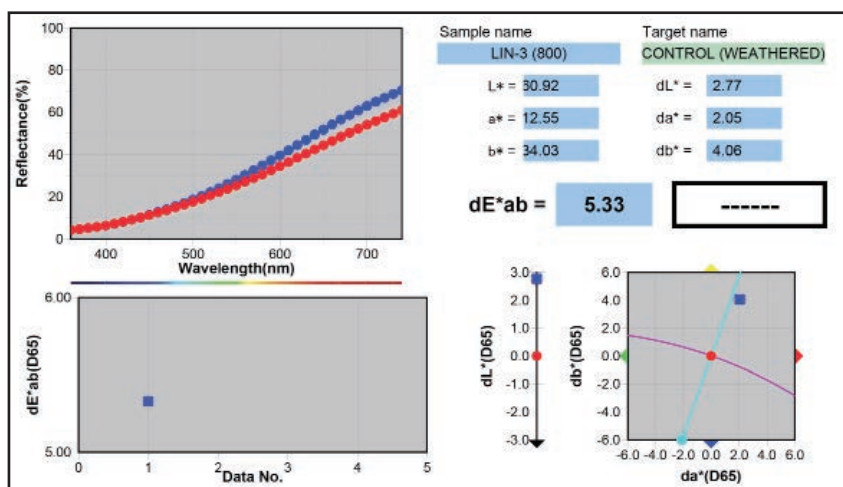 100
80
60
40
20
0
Reflectance(%)
400 500 600 700
Wavelength(nm)
Sample name
LIN-3 (800)
L* = 60.92
a* = 12.55
b* = 34.03
Target name
CONTROL (WEATHERED)
dL* = 2.77
da* = 2.05
db* = 4.06
dE*ab = 5.33
------
6.00
5.00
dE*ab(D65)
0 1 2 3 4 5
Data No.
3.0
2.0
1.0
0.0
-1.0
-2.0
-3.0
dL*(D65)
6.0
4.0
2.0
0.0
-2.0
-4.0
-6.0
db*(D65)
-6.0 -4.0 -2.0 0.0 2.0 4.0 6.0
da*(D65)